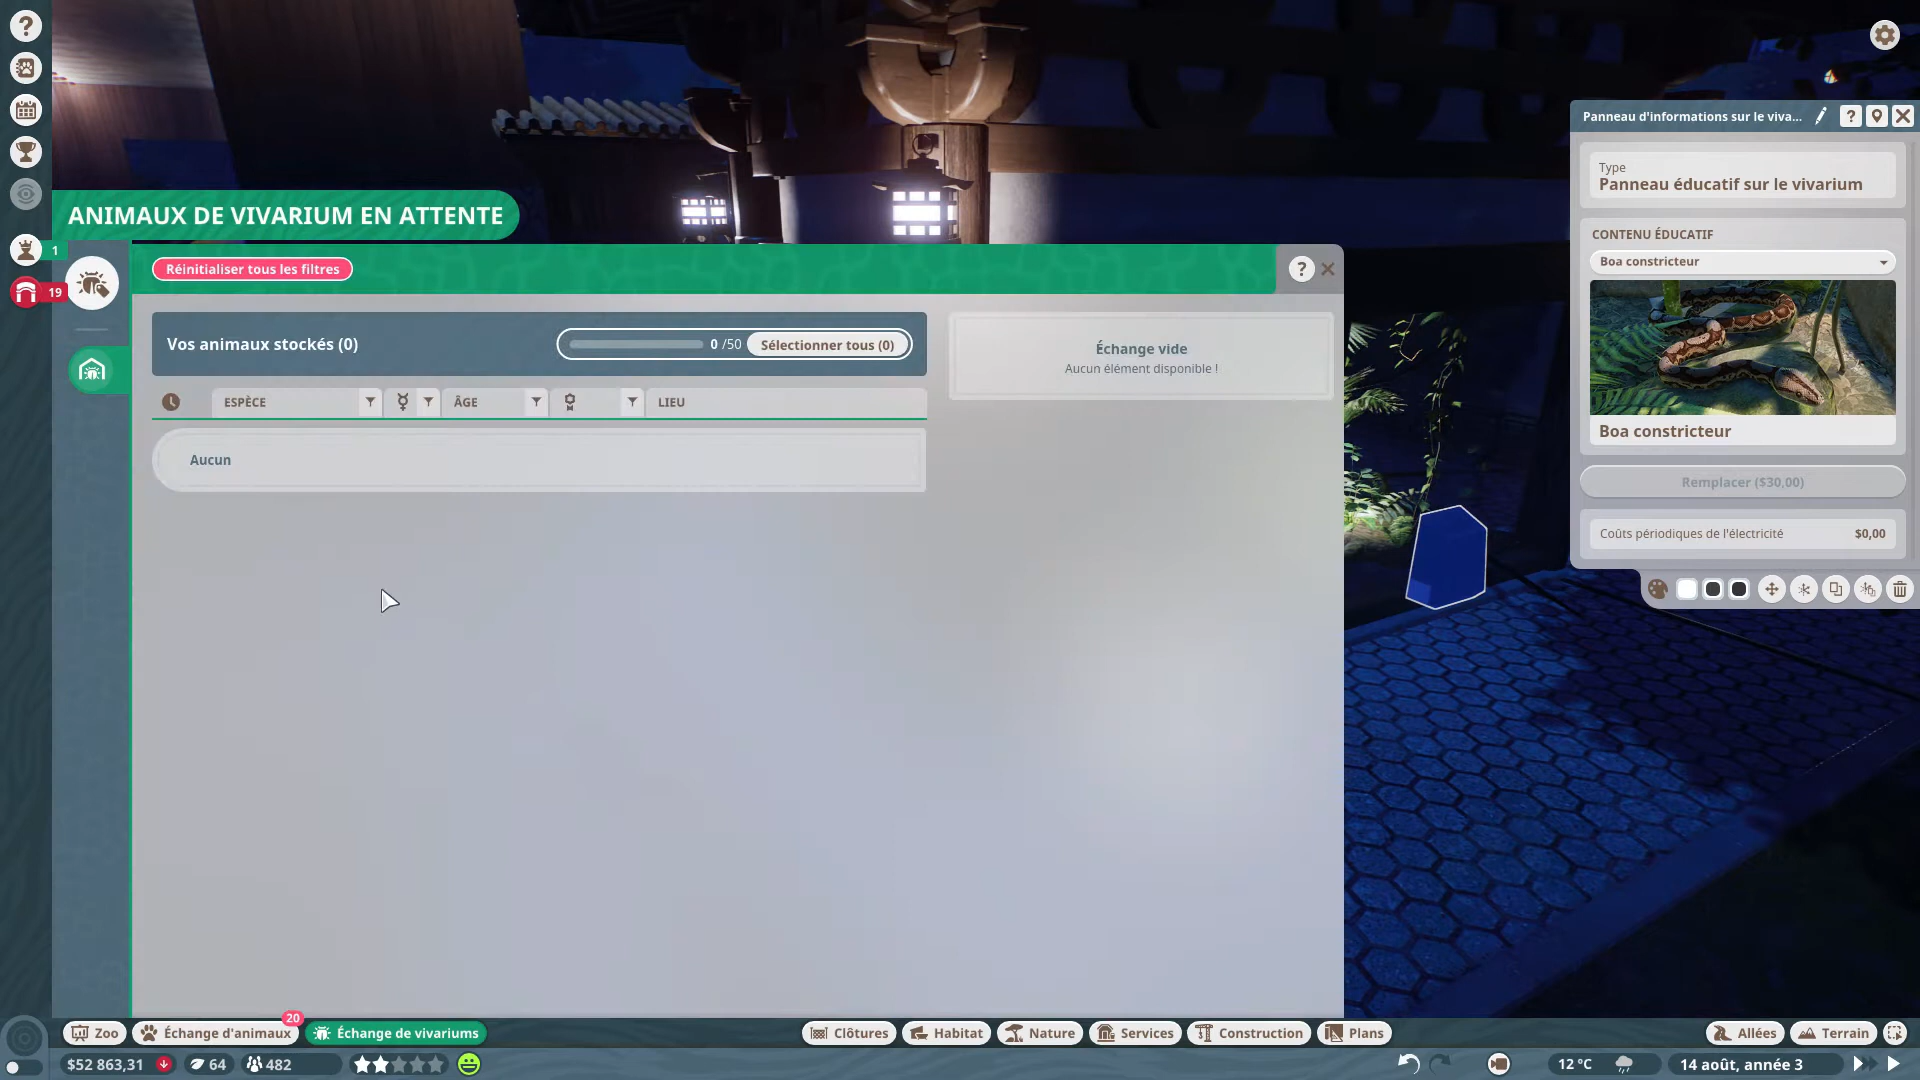 Panneau d'informations sur le viva...
Type
Panneau éducatif sur le vivarium
ANIMAUX DE VIVARIUM EN ATTENTE
CONTENU ÉDUCATIF
1
Boa constricteur
Réinitialiser tous les filtres
?
19
Vos animaux stockés (0)
0 /50
Sélectionner tous (0)
Échange vide
Aucun élément disponible !
ESPÈCE
ÂGE
LIEU
Boa constricteur
Aucun
Remplacer ($30,00)
Coûts périodiques de l'électricité
$0,00
20
Zoo
Échange d'animaux
Échange de vivariums
Clôtures
Habitat
Nature
Services
Construction
Plans
Allées
Terrain
$52 863,31
64
482
12 °C
14 août, année 3